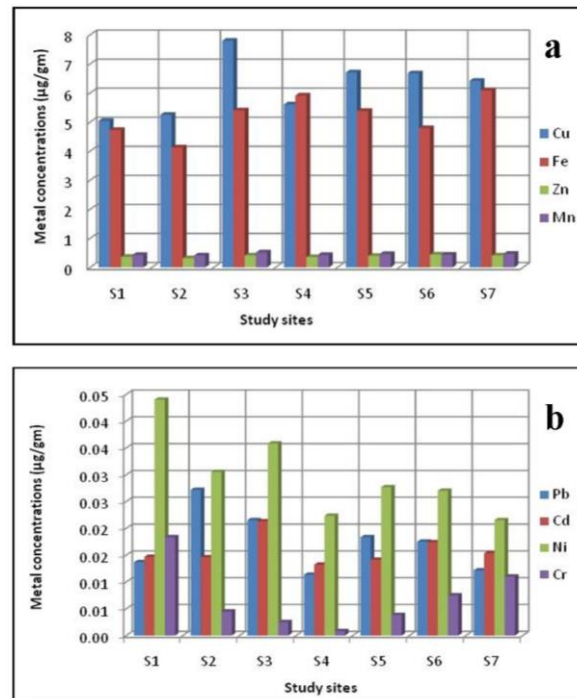 a
Metal concentrations (µg/gm)
8
7
6
5
4
3
2
1
0
S1 S2 S3 S4 S5 S6 S7
Study sites
Cu
Fe
Zn
Mn
b
Metal concentrations (µg/gm)
0.05
0.04
0.04
0.03
0.03
0.02
0.02
0.01
0.01
0.00
S1 S2 S3 S4 S5 S6 S7
Study sites
Pb
Cd
Ni
Cr